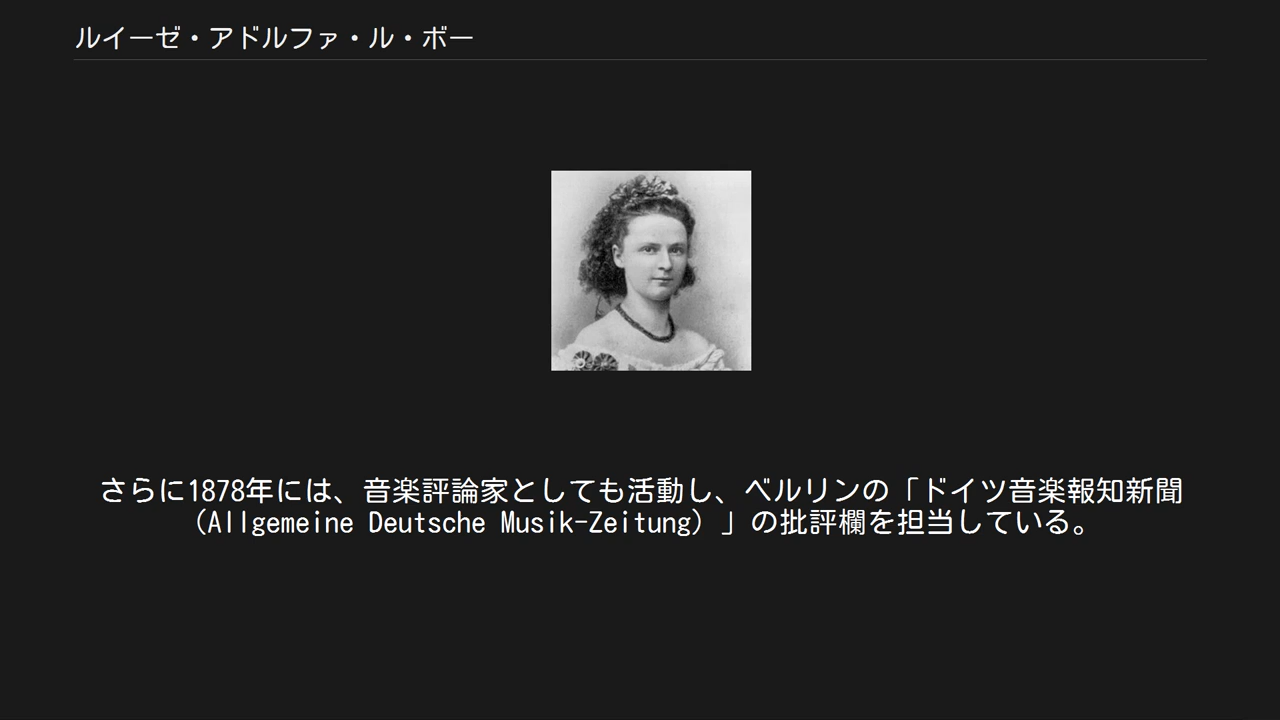 ルイーゼ・アドルファ・ル・ボー
さらに1878年には、音楽評論家としても活動し、ベルリンの「ドイツ音楽報知新聞
（Allgemeine Deutsche Musik-Zeitung）」の批評欄を担当している。